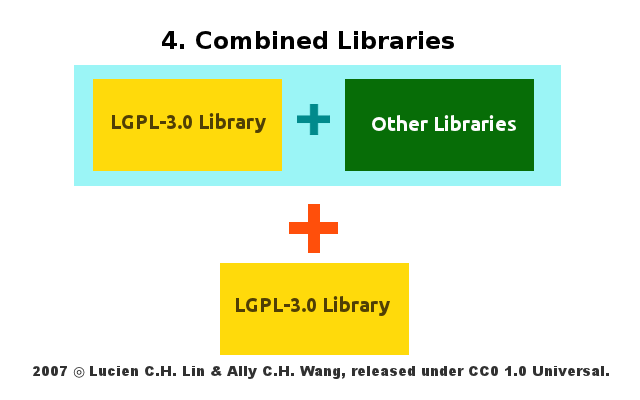 4. Combined Libraries
LGPL-3.0 Library
Other Libraries
LGPL-3.0 Library
2007 ◎ Lucien C.H. Lin & Ally C.H. Wang, released under CC0 1.0 Universal.